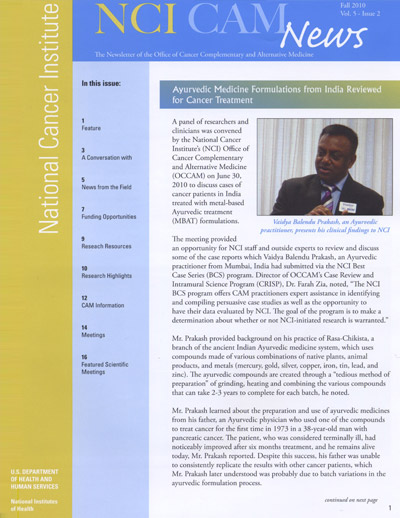 NCI CAM
News
Fall 2010
Vol. 5 - Issue 2
The Newsletter of the Office of Cancer Complementary and Alternative Medicine
National Cancer Institute
In this issue:
1
Feature
3
A Conversation with
5
News from the Field
7
Funding Opportunities
9
Reseach Resources
10
Research Highlights
12
CAM Information
14
Meetings
16
Featured Scientific
Meetings
U.S. DEPARTMENT
OF HEALTH AND
HUMAN SERVICES
National Institutes
of Health
Ayurvedic Medicine Formulations from India Reviewed
for Cancer Treatment
A panel of researchers and
clinicians was convened
by the National Cancer
Institute's (NCI) Office of
Cancer Complementary
and Alternative Medicine
(OCCAM) on June 30,
2010 to discuss cases of
cancer patients in India
treated with metal-based
Ayurvedic treatment
(MBAT) formulations.
Vaidya Balendu Prakash, an Ayurvedic
practitioner, presents his clinical findings to NCI
The meeting provided
an opportunity for NCI staff and outside experts to review and discuss
some of the case reports which Vaidya Balendu Prakash, an Ayurvedic
practitioner from Mumbai, India had submitted via the NCI Best
Case Series (BCS) program. Director of OCCAM's Case Review and
Intramural Science Program (CRISP), Dr. Farah Zia, noted, "The NCI
BCS program offers CAM practitioners expert assistance in identifying
and compiling persuasive case studies as well as the opportunity to
have their data evaluated by NCI. The goal of the program is to make a
determination about whether or not NCI-initiated research is warranted."
Mr. Prakash provided background on his practice of Rasa-Chikitsa, a
branch of the ancient Indian Ayurvedic medicine system, which uses
compounds made of various combinations of native plants, animal
products, and metals (mercury, gold, silver, copper, iron, tin, lead, and
zinc). The ayurvedic compounds are created through a "tedious method of
preparation" of grinding, heating and combining the various compounds
that can take 2-3 years to complete for each batch, he noted.
Mr. Prakash learned about the preparation and use of ayurvedic medicines
from his father, an Ayurvedic physician who used one of the compounds
to treat cancer for the first time in 1973 in a 38-year-old man with
pancreatic cancer. The patient, who was considered terminally ill, had
noticeably improved after six months treatment, and he remains alive
today, Mr. Prakash reported. Despite this success, his father was unable
to consistently replicate the results with other cancer patients, which
Mr. Prakash later understood was probably due to batch variations in the
ayurvedic formulation process.
continued on next page
1